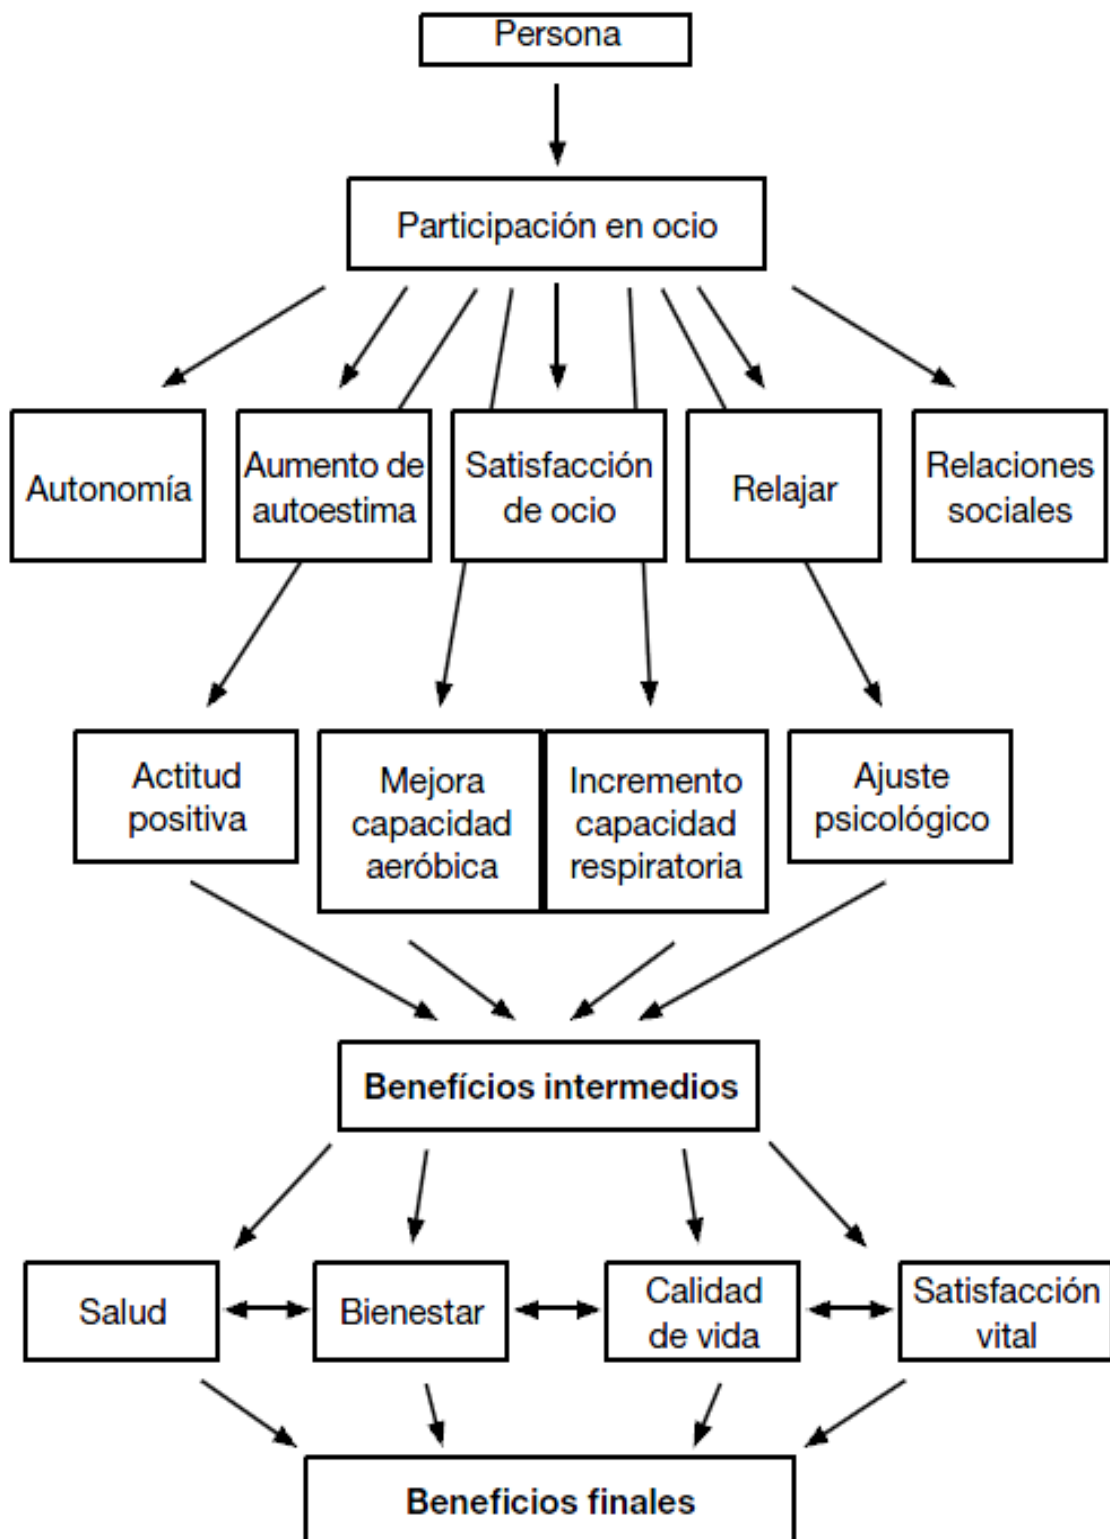 Persona
Participación en ocio
Autonomía
Aumento de
autoestima
Satisfacción
de ocio
Relajar
Relaciones
sociales
Actitud
positiva
Mejora
capacidad
aeróbica
Incremento
capacidad
respiratoria
Ajuste
psicológico
Benefícios intermedios
Salud
Bienestar
Calidad
de vida
Satisfacción
vital
Beneficios finales